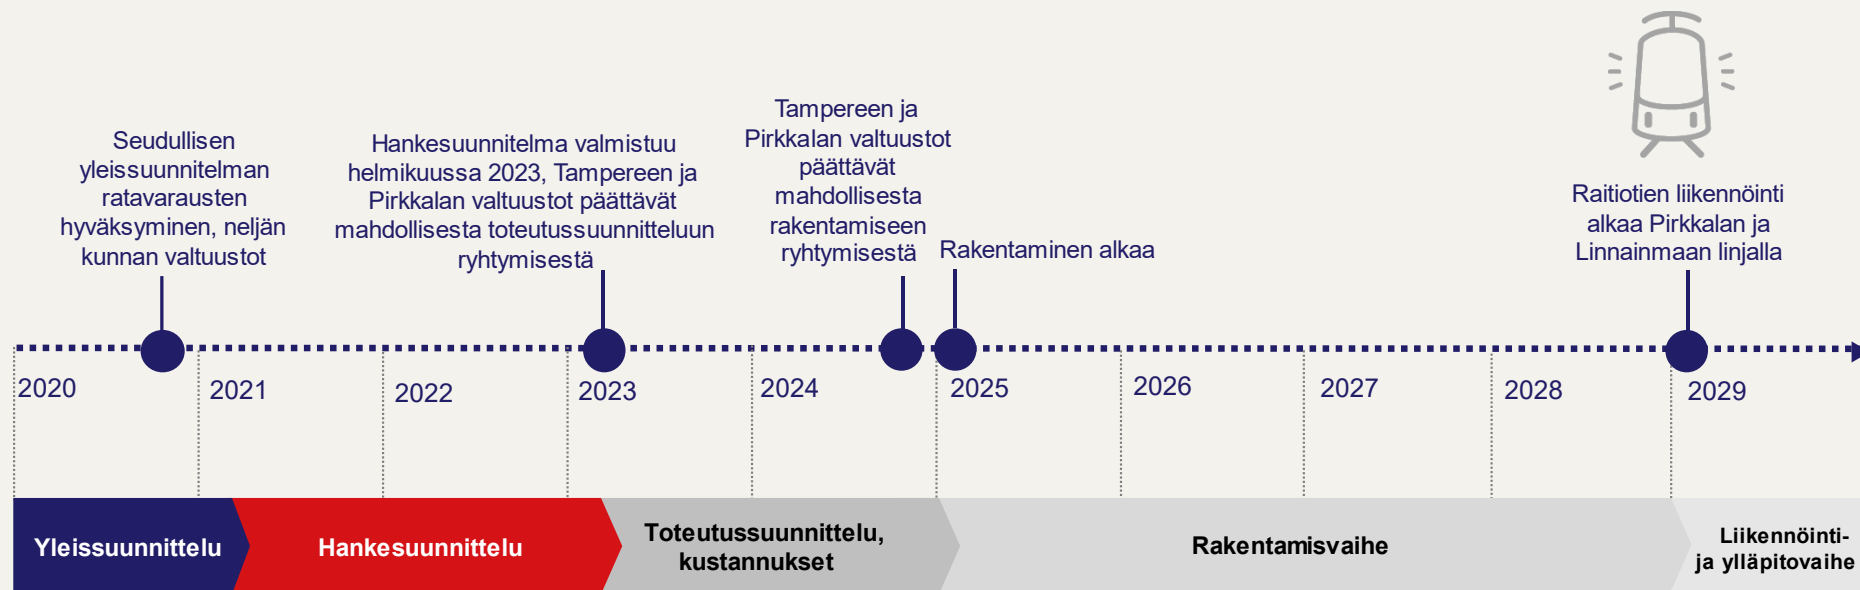 Seudullisen
yleissuunnitelman
ratavarausten
hyväksyminen, neljän
kunnan valtuustot
Hankesuunnitelma valmistuu
helmikuussa 2023, Tampereen ja
Pirkkalan valtuustot päättävät
mahdollisesta toteutussuunnitteluun
ryhtymisestä
Tampereen ja
Pirkkalan valtuustot
päättävät
mahdollisesta
rakentamiseen
ryhtymisestä
Rakentaminen alkaa
Raitiotien liikennöinti
alkaa Pirkkalan ja
Linnainmaan linjalla
2020
2021
2022
2023
2024
2025
2026
2027
2028
2029
Yleissuunnittelu
Hankesuunnittelu
Toteutussuunnittelu,
kustannukset
Rakentamisvaihe
Liikennöinti-
ja ylläpitovaihe